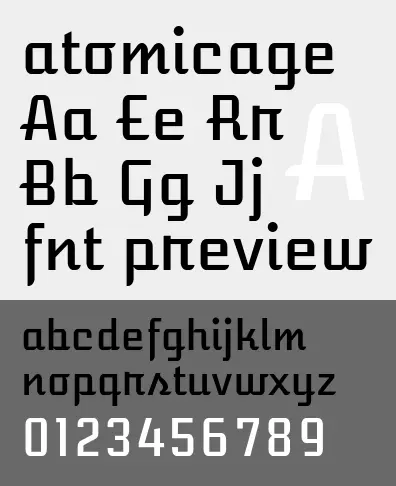 atomicage
Aa Ee Rr
A
Bb Gg Jj
fnt preview
abcdefghijklm
nopqrstuvwxyz
0123456789